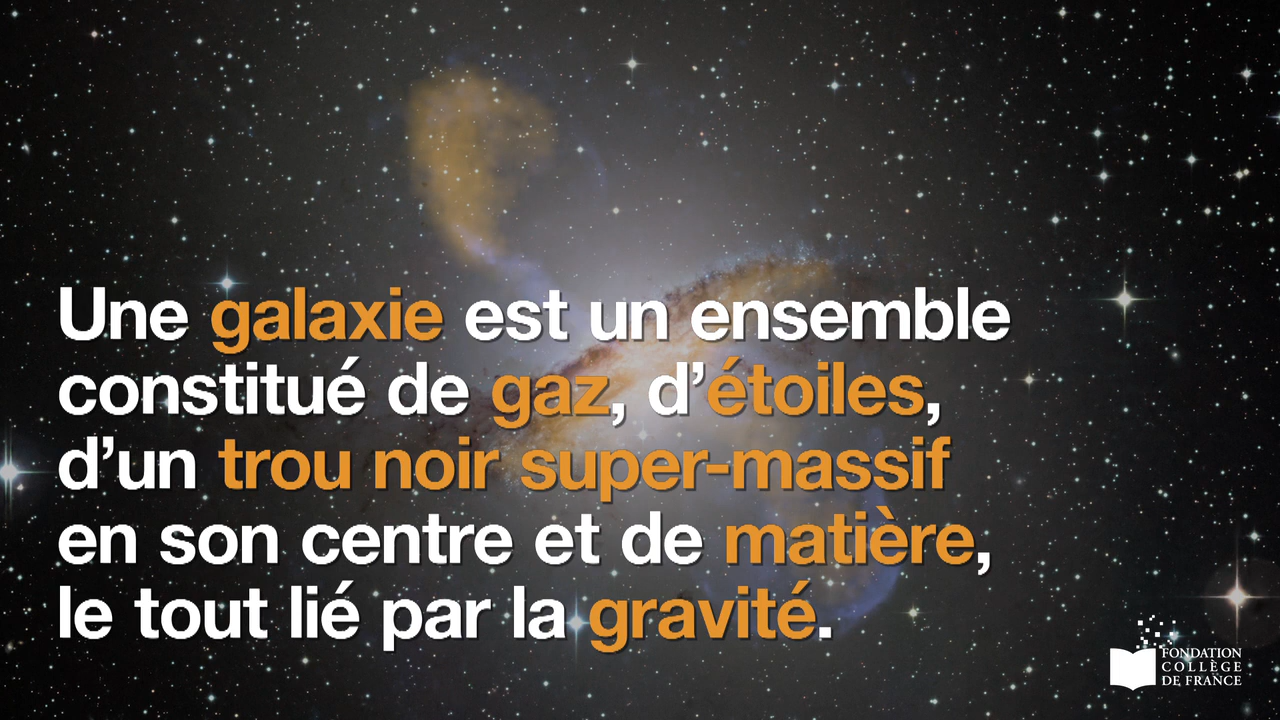 Une galaxie est un ensemble
constitué de gaz, d’étoiles,
d’un trou noir super-massif
en son centre et de matière,
le tout lié par la gravité.
FONDATION
COLLÈGE
DE FRANCE